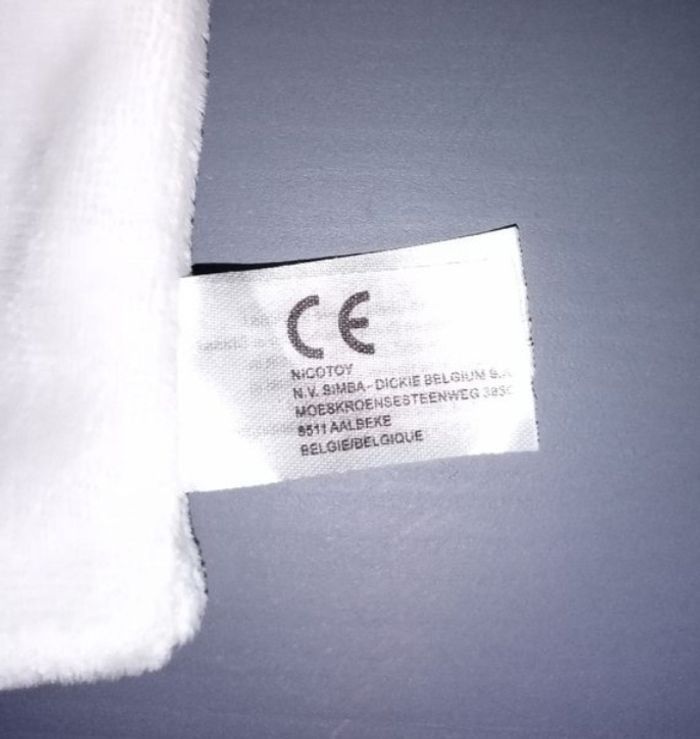 CE
NICOTOY
N.V. SIMBA-DICKIE BELGIUM S.A.
MOESKROENSESTEENWEG
8511 AALBEKE
BELGIE/BELGIQUE